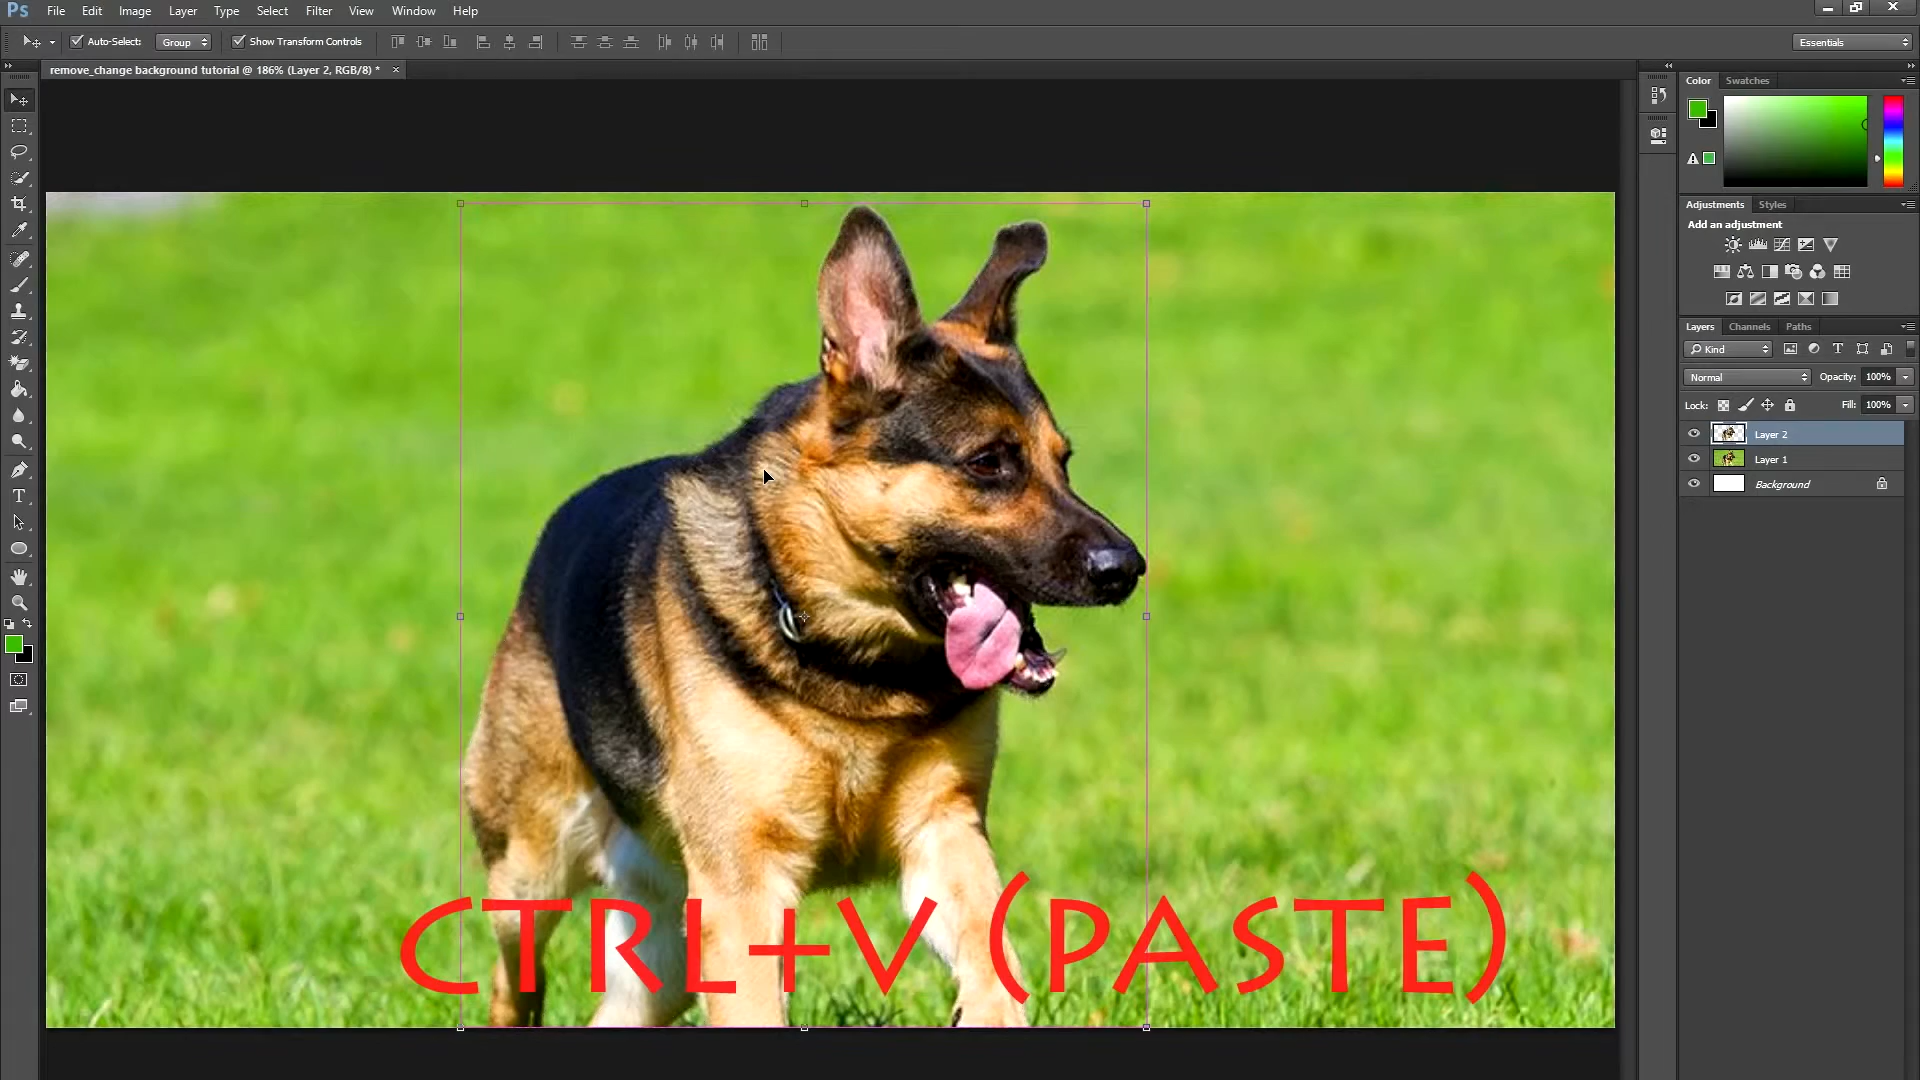 Ps File Edit Image Layer Type Select Filter View Window Help
Auto-Select: Group Show Transform Controls Essentials
remove_change background tutorial @ 186% (Layer 2, RGB/8) * ×
Color Swatches
Adjustments Styles
Add an adjustment
Layers Channels Paths
Kind
Normal Opacity: 100%
Lock: Fill: 100%
Layer 2
Layer 1
Background
CTRL+V (PASTE)